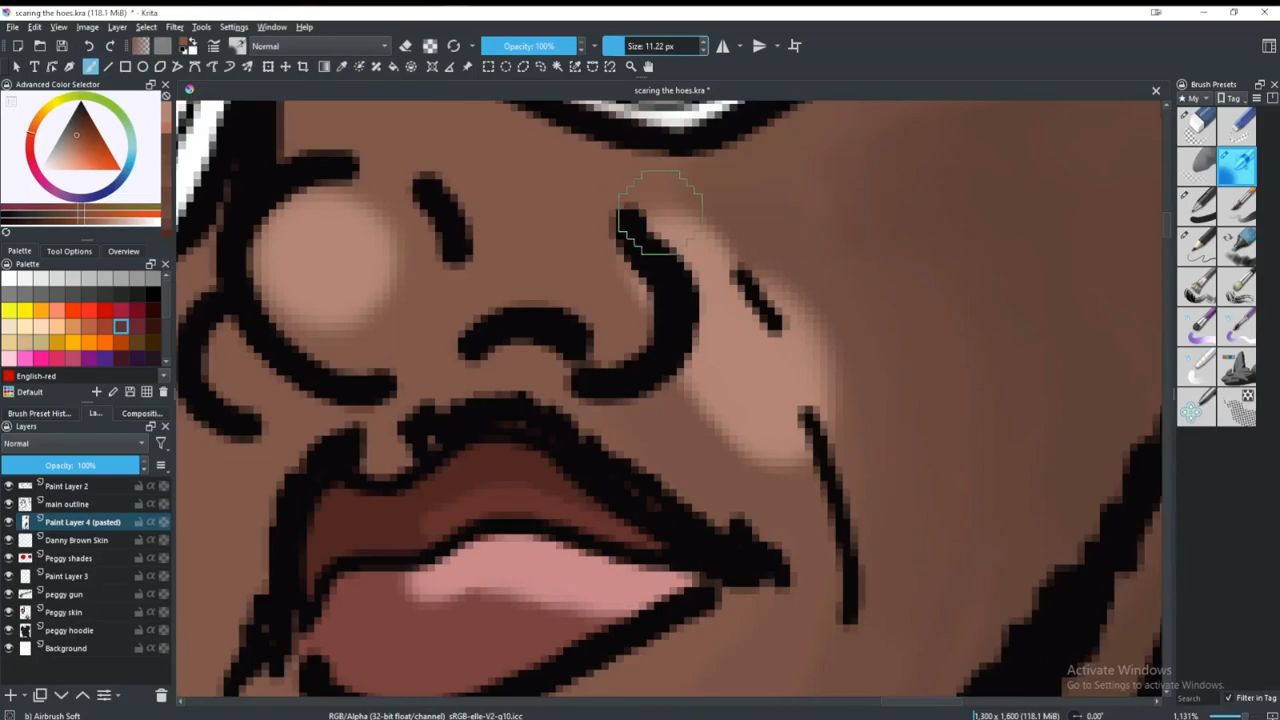 scaring the hoes.kra (118.1 MiB) * - Krita
File Edit View Image Layer Select Filter Tools Settings Window Help
Normal Opacity: 100% Size: 11.22 px
Advanced Color Selector
scaring the hoes.kra *
Brush Presets
My Tag
Palette Tool Options Overview
Palette
English-red
Default
Brush Preset Hist... La... Compositi...
Layers
Normal
Opacity: 100%
Paint Layer 2
main outline
Paint Layer 4 (pasted)
Danny Brown Skin
Peggy shades
Paint Layer 3
peggy gun
Peggy skin
peggy hoodie
Background
Activate Windows
Go to Settings to activate Windows.
Search Filter in Tag
b) Airbrush Soft RGB/Alpha (32-bit float/channel) sRGB-elle-V2-g10.icc 1,300 x 1,600 (118.1 MiB) 0.00° 1,131%